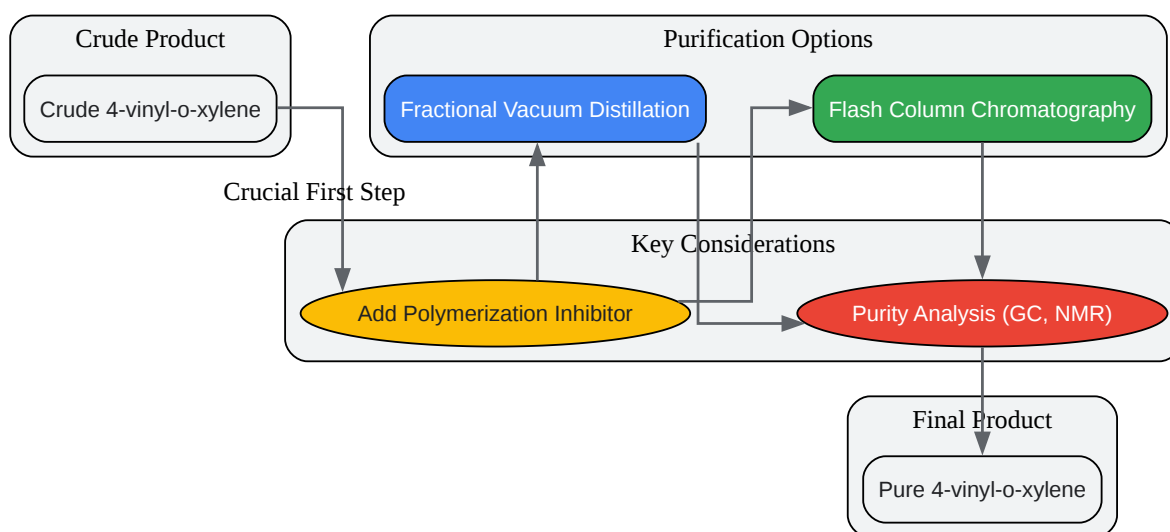 Crude Product
Purification Options
Crude 4-vinyl-o-xylene
Fractional Vacuum Distillation
Flash Column Chromatography
Crucial First Step
Key Considerations
Add Polymerization Inhibitor
Purity Analysis (GC, NMR)
Final Product
Pure 4-vinyl-o-xylene